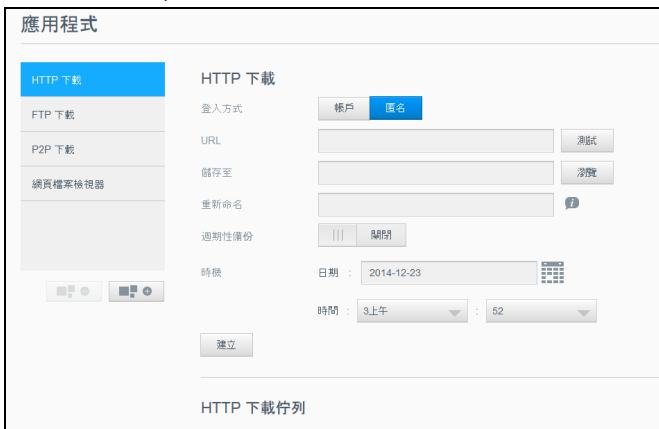 應用程式
HTTP 下載
FTP 下載
P2P 下載
網頁檔案檢視器
HTTP 下載
登入方式
帳戶
匿名
URL
測試
儲存至
瀏覽
重新命名
週期性備份
關閉
時機
日期 :
2014-12-23
時間 :
3上午
:
52
建立
HTTP 下載佇列